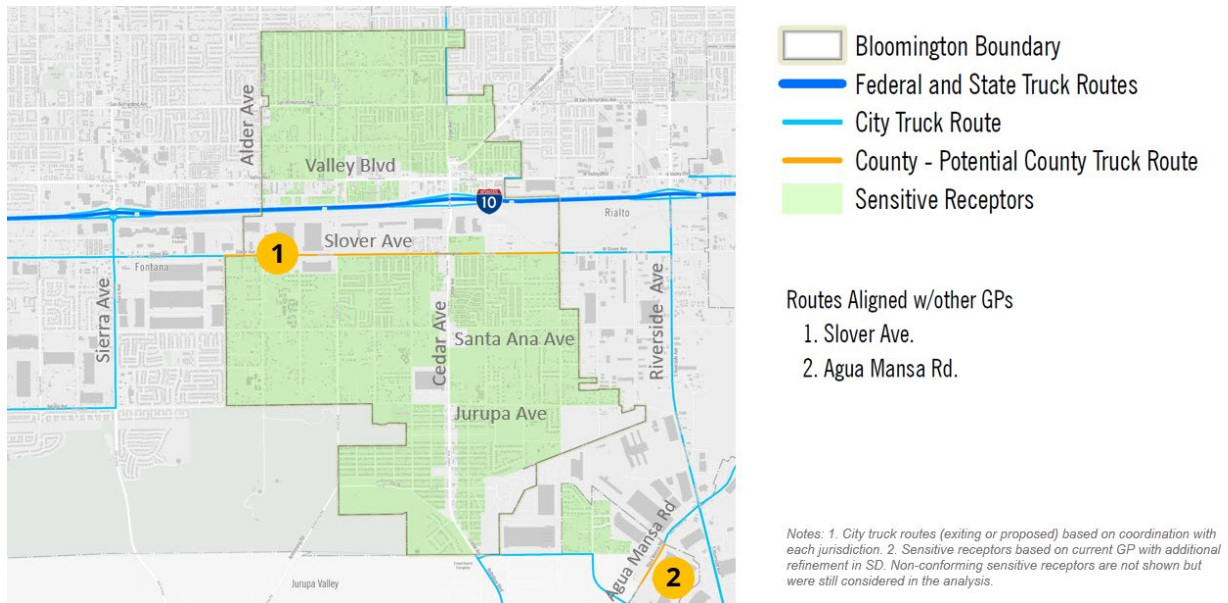 Alder Ave
Valley Blvd
10
Rialto
1
Slover Ave
Fontana
Sierra Ave
Cedar Ave
Santa Ana Ave
Riverside Ave
Jurupa Ave
Agua Mansa Rd
2
Jurupa Valley
Bloomington Boundary
Federal and State Truck Routes
City Truck Route
County - Potential County Truck Route
Sensitive Receptors
Routes Aligned w/other GPs
1. Slover Ave.
2. Agua Mansa Rd.
Notes: 1. City truck routes (exiting or proposed) based on coordination with
each jurisdiction. 2. Sensitive receptors based on current GP with additional
refinement in SD. Non-conforming sensitive receptors are not shown but
were still considered in the analysis.